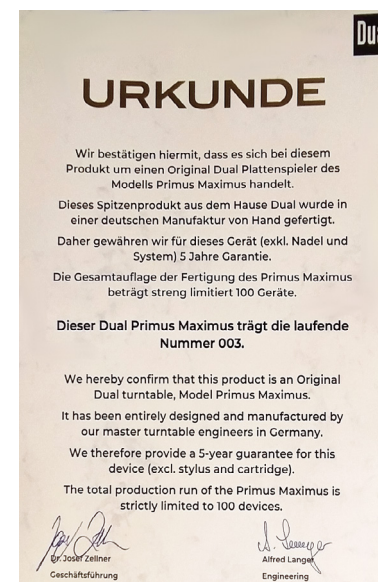 Du
URKUNDE
Wir bestätigen hiermit, dass es sich bei diesem
Produkt um einen Original Dual Plattenspieler des
Modells Primus Maximus handelt.
Dieses Spitzenprodukt aus dem Hause Dual wurde in
einer deutschen Manufaktur von Hand gefertigt.
Daher gewähren wir für dieses Gerät (exkl. Nadel und
System) 5 Jahre Garantie.
Die Gesamtauflage der Fertigung des Primus Maximus
beträgt streng limitiert 100 Geräte.
Dieser Dual Primus Maximus trägt die laufende
Nummer 003.
We hereby confirm that this product is an Original
Dual turntable, Model Primus Maximus.
It has been entirely designed and manufactured by
our master turntable engineers in Germany.
We therefore provide a 5-year guarantee for this
device (excl. stylus and cartridge).
The total production run of the Primus Maximus is
strictly limited to 100 devices.
Dr. Josef Zellner
Alfred Langer
Geschäftsführung
Engineering